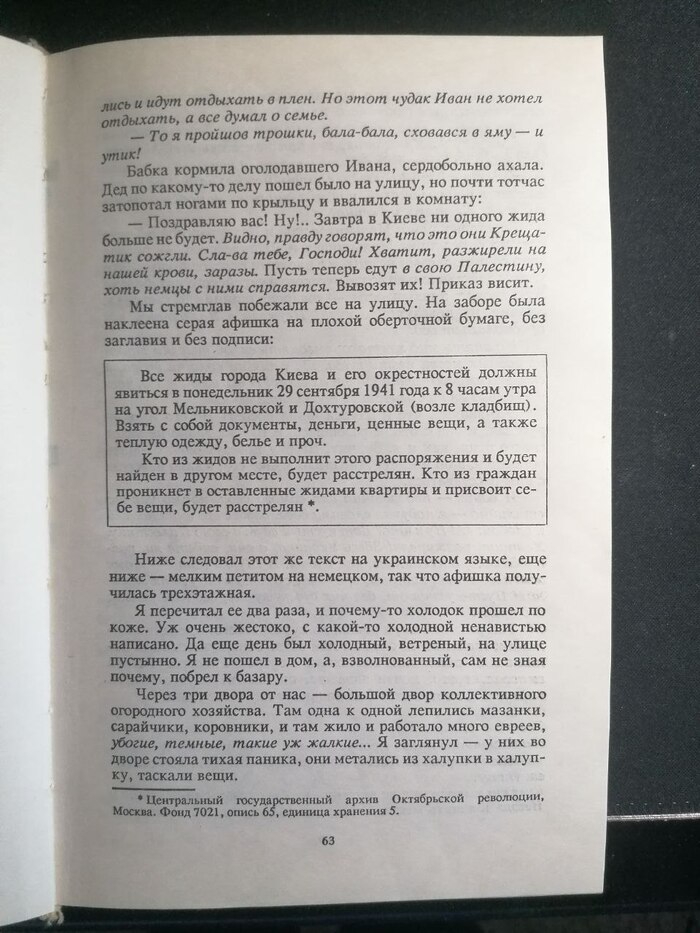 лись и идут отдыхать в плен. Но этот чудак Иван не хотел
отдыхать, а все думал о семье.
— То я пройшов трошки, бала-бала, сховався в яму — и
утик!
Бабка кормила оголодавшего Ивана, сердобольно ахала.
Дед по какому-то делу пошел было на улицу, но почти тотчас
затопотал ногами по крыльцу и ввалился в комнату:
— Поздравляю вас! Ну!.. Завтра в Киеве ни одного жида
больше не будет. Видно, правду говорят, что это они Креща-
тик сожгли. Сла-ва тебе, Господи! Хватит, разжирели на
нашей крови, заразы. Пусть теперь едут в свою Палестину,
хоть немцы с ними справятся. Вывозят их! Приказ висит.
Мы стремглав побежали все на улицу. На заборе была
наклеена серая афишка на плохой оберточной бумаге, без
заглавия и без подписи:
Все жиды города Киева и его окрестностей должны
явиться в понедельник 29 сентября 1941 года к 8 часам утра
на угол Мельниковской и Дохтуровской (возле кладбищ).
Взять с собой документы, деньги, ценные вещи, а также
теплую одежду, белье и проч.
Кто из жидов не выполнит этого распоряжения и будет
найден в другом месте, будет расстрелян. Кто из граждан
проникнет в оставленные жидами квартиры и присвоит се-
бе вещи, будет расстрелян *.
Ниже следовал этот же текст на украинском языке, еще
ниже — мелким петитом на немецком, так что афишка полу-
чилась трехэтажная.
Я перечитал ее два раза, и почему-то холодок прошел по
коже. Уж очень жестоко, с какой-то холодной ненавистью
написано. Да еще день был холодный, ветреный, на улице
пустынно. Я не пошел в дом, а, взволнованный, сам не зная
почему, побрел к базару.
Через три двора от нас — большой двор коллективного
огородного хозяйства. Там одна к одной лепились мазанки,
сарайчики, коровники, и там жило и работало много евреев,
убогие, темные, такие уж жалкие... Я заглянул — у них во
дворе стояла тихая паника, они метались из халупки в халуп-
ку, таскали вещи.
* Центральный государственный архив Октябрьской революции,
Москва. Фонд 7021, опись 65, единица хранения 5.
63